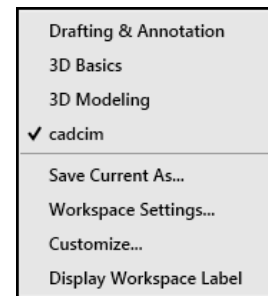 Drafting & Annotation
3D Basics
3D Modeling
✓ cadcim
Save Current As...
Workspace Settings...
Customize...
Display Workspace Label